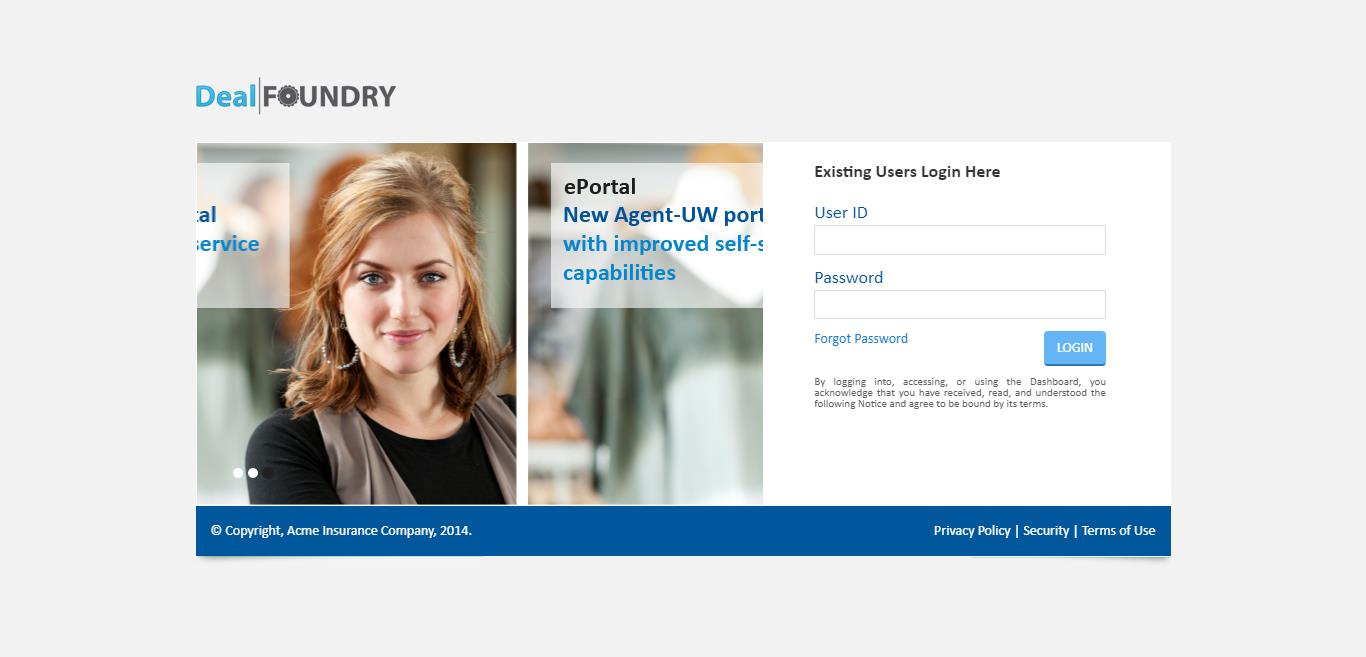 Deal FOUNDRY
tal
service
ePortal
New Agent-UW port
with improved self-s
capabilities
Existing Users Login Here
User ID
Password
Forgot Password
LOGIN
By logging into, accessing, or using the Dashboard, you
acknowledge that you have received, read, and understood the
following Notice and agree to be bound by its terms.
© Copyright, Acme Insurance Company, 2014.
Privacy Policy | Security | Terms of Use